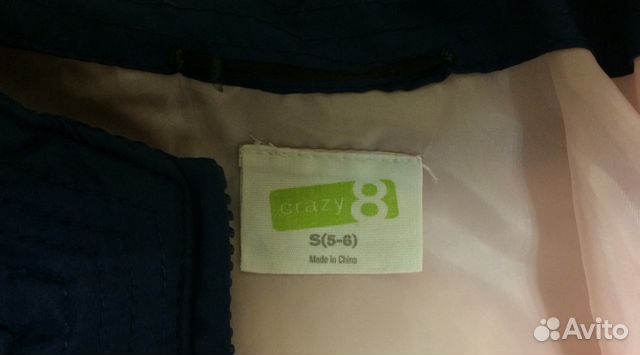 crazy 8
S(5-6)
Made in China
Avito